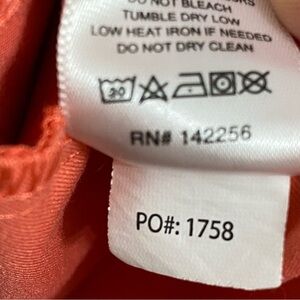 DO NOT BLEACH
TUMBLE DRY LOW
LOW HEAT IRON IF NEEDED
DO NOT DRY CLEAN
30
RN# 142256
PO#: 1758